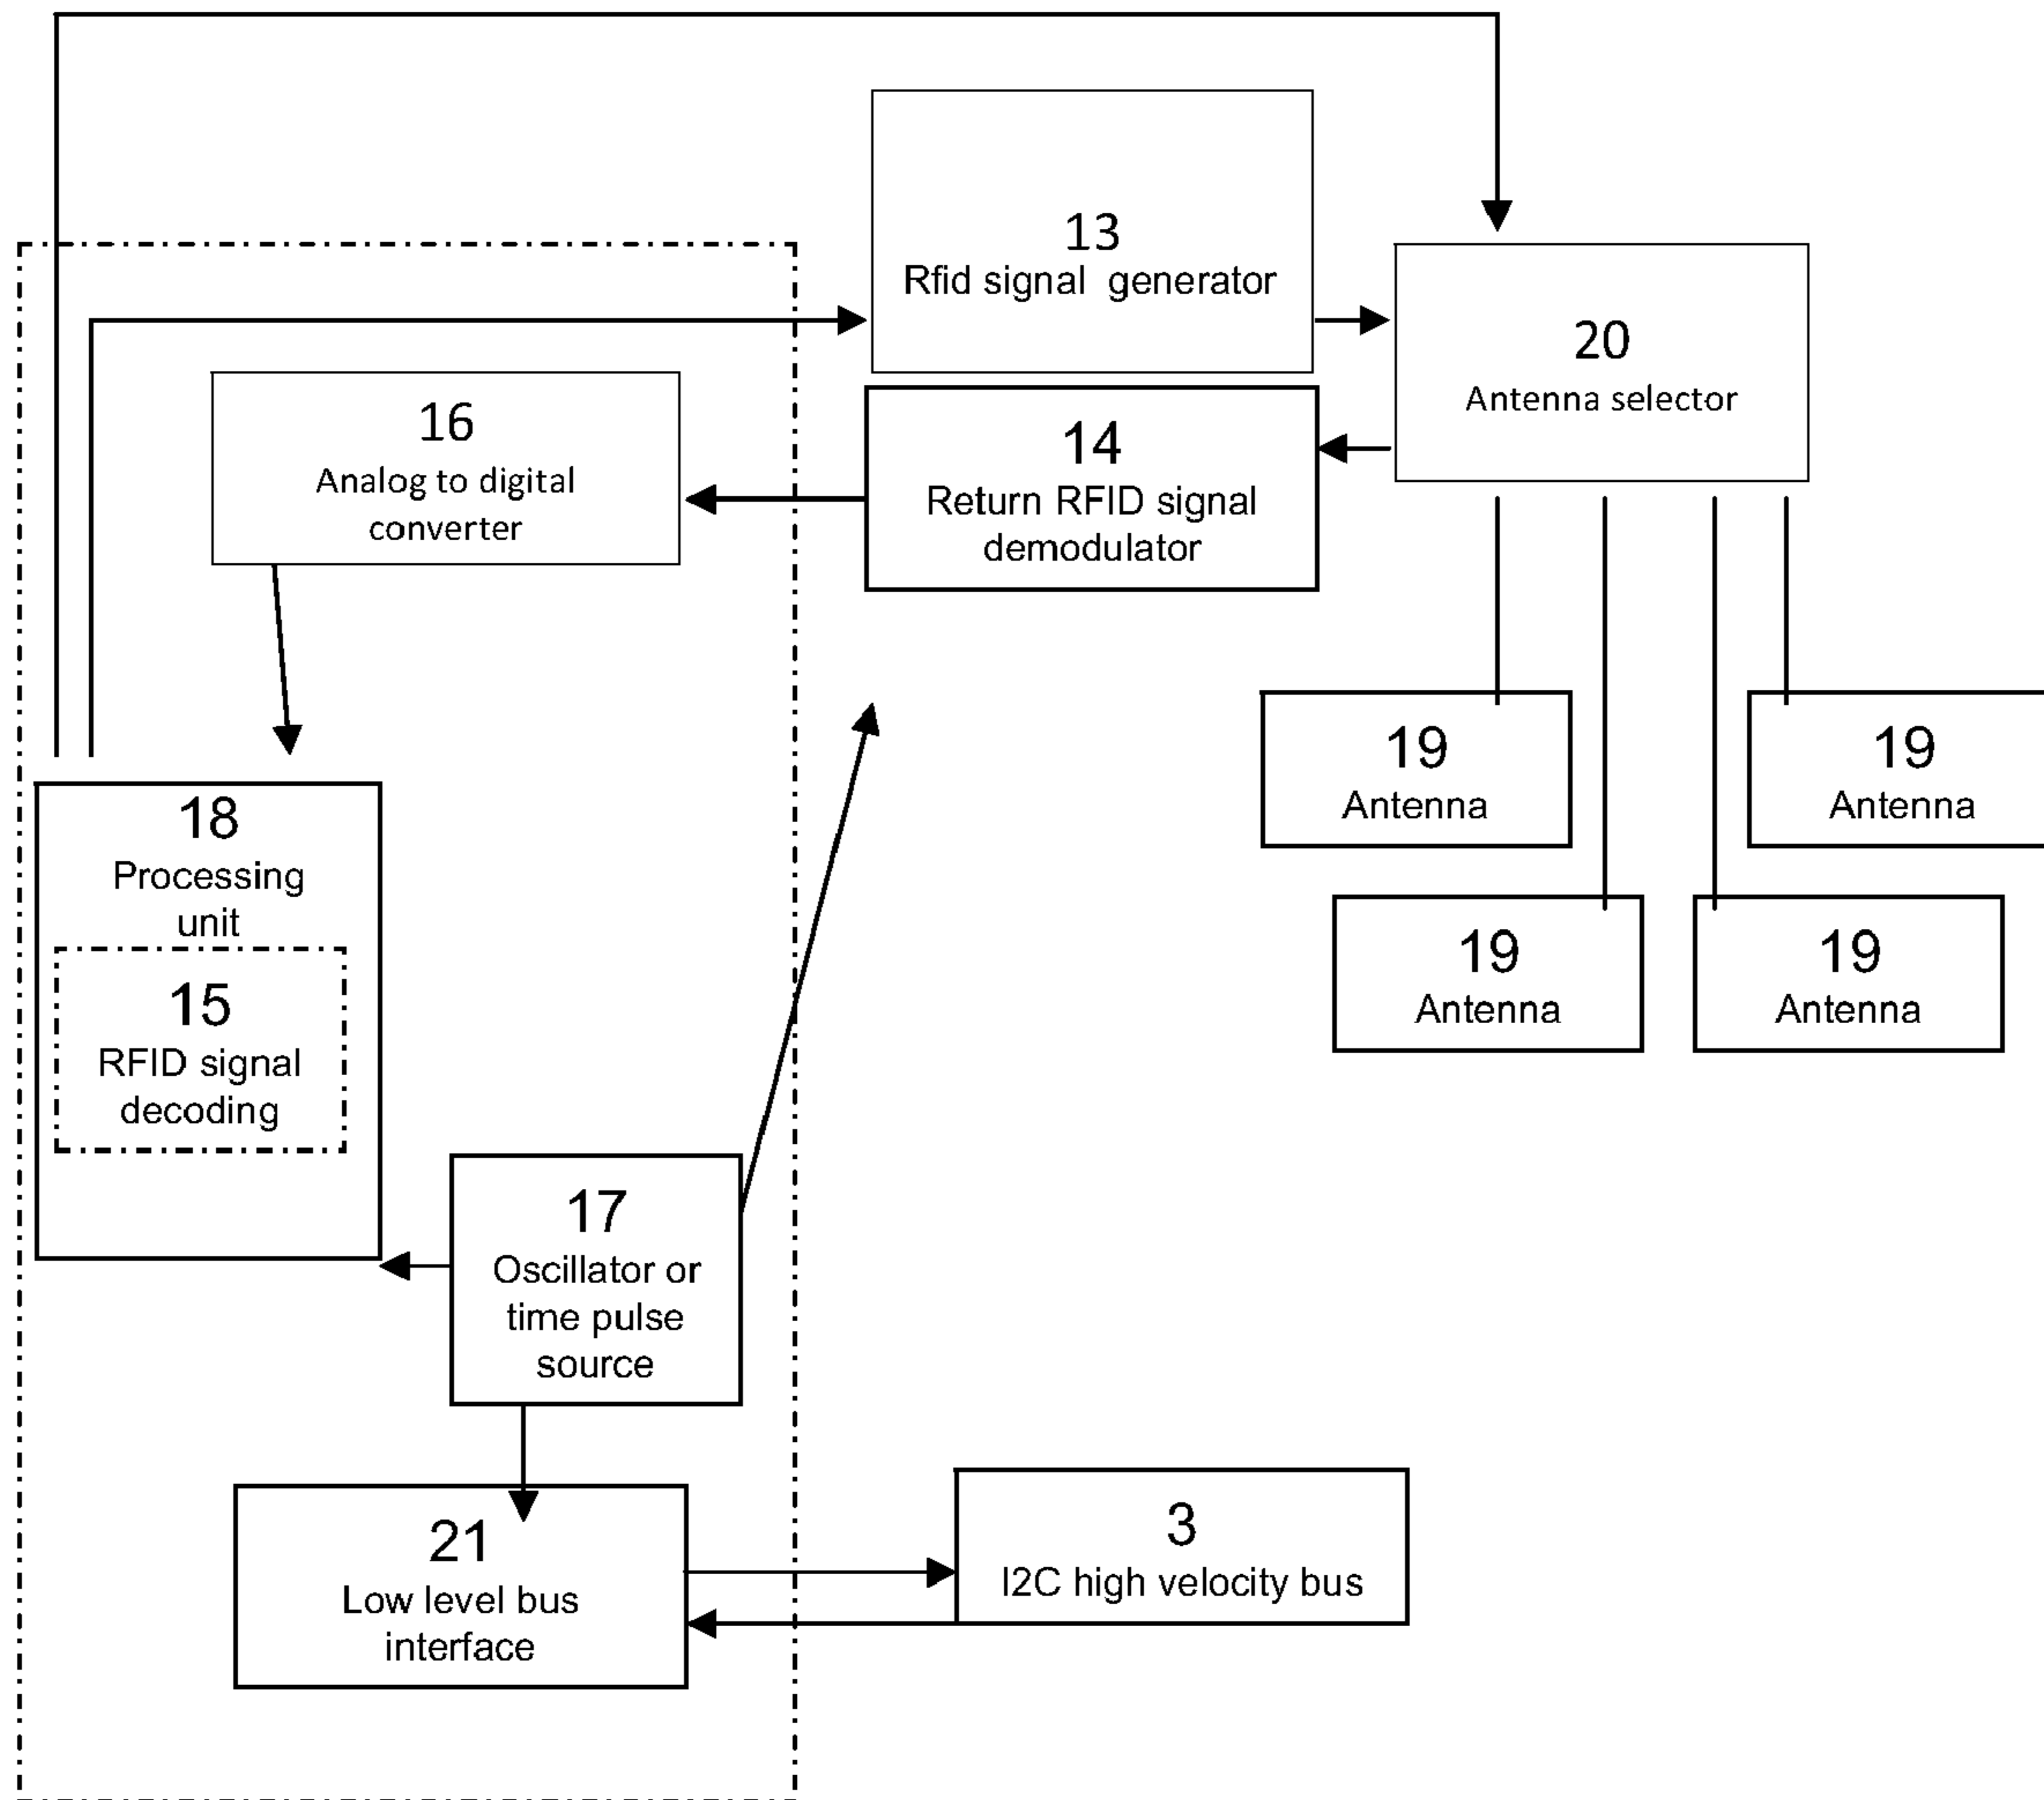 13
Rfid signal  generator
20
Antenna selector
16
Analog to digital
converter
14
Return RFID signal
demodulator
19
Antenna
19
Antenna
18
Processing
unit
19
Antenna
19
Antenna
15
RFID signal
decoding
17
Oscillator or
time pulse
source
21
Low level bus
interface
3
I2C high velocity bus